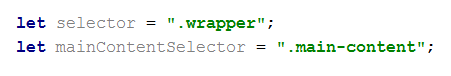 let selector = ".wrapper";
let mainContentSelector = ".main-content";